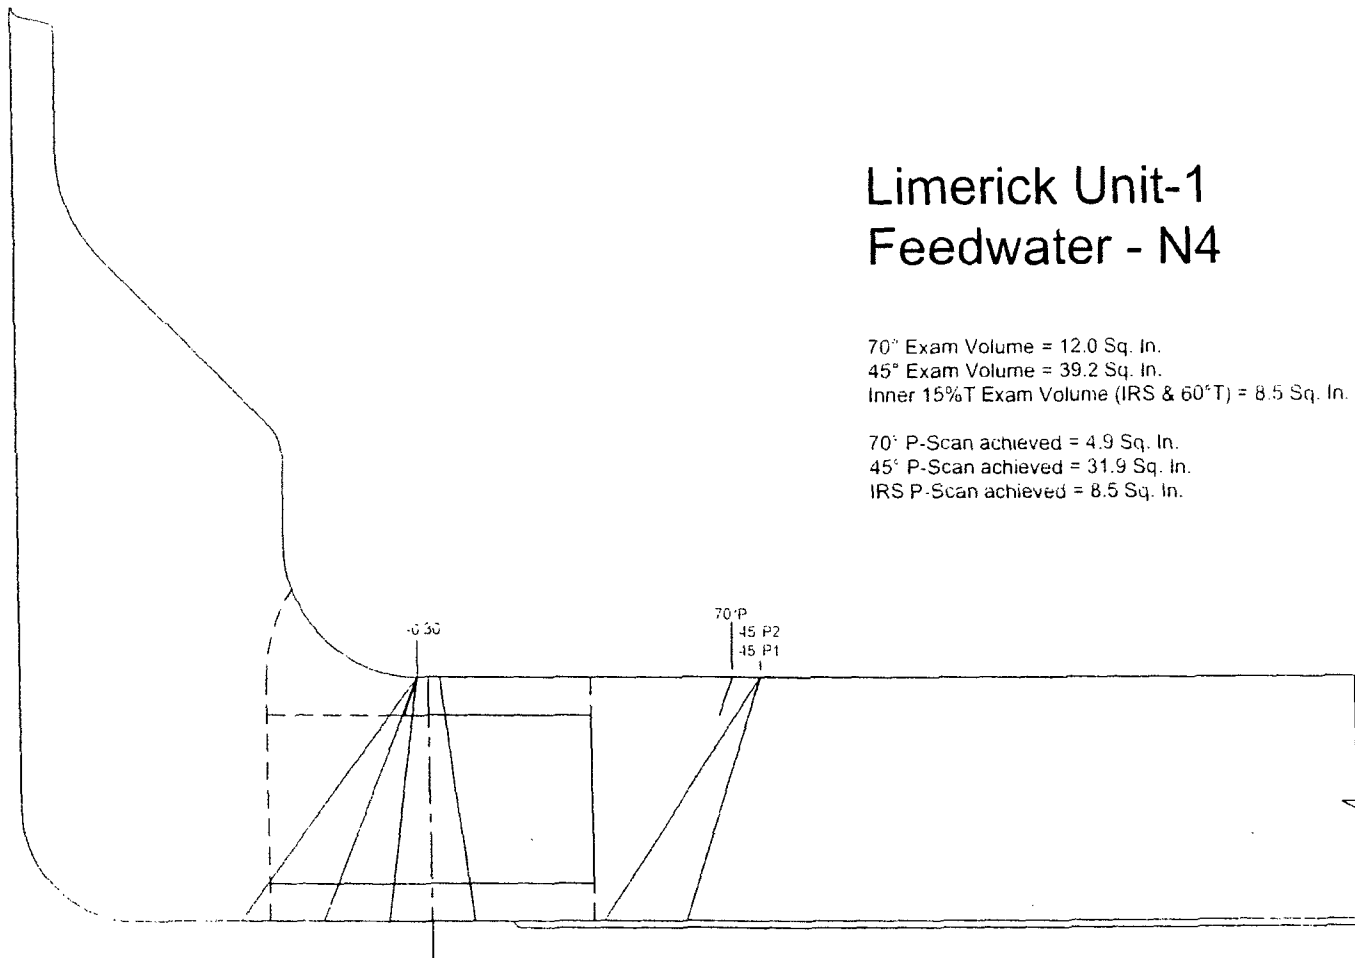 Limerick Unit-1
Feedwater - N4
70° Exam Volume = 12.0 Sq. In.
45° Exam Volume = 39.2 Sq. In.
Inner 15%T Exam Volume (IRS & 60°T) = 8.5 Sq. In.
70° P-Scan achieved = 4.9 Sq. In.
45° P-Scan achieved = 31.9 Sq. In.
IRS P-Scan achieved = 8.5 Sq. In.
-0.30
70°P
45 P2
45 P1